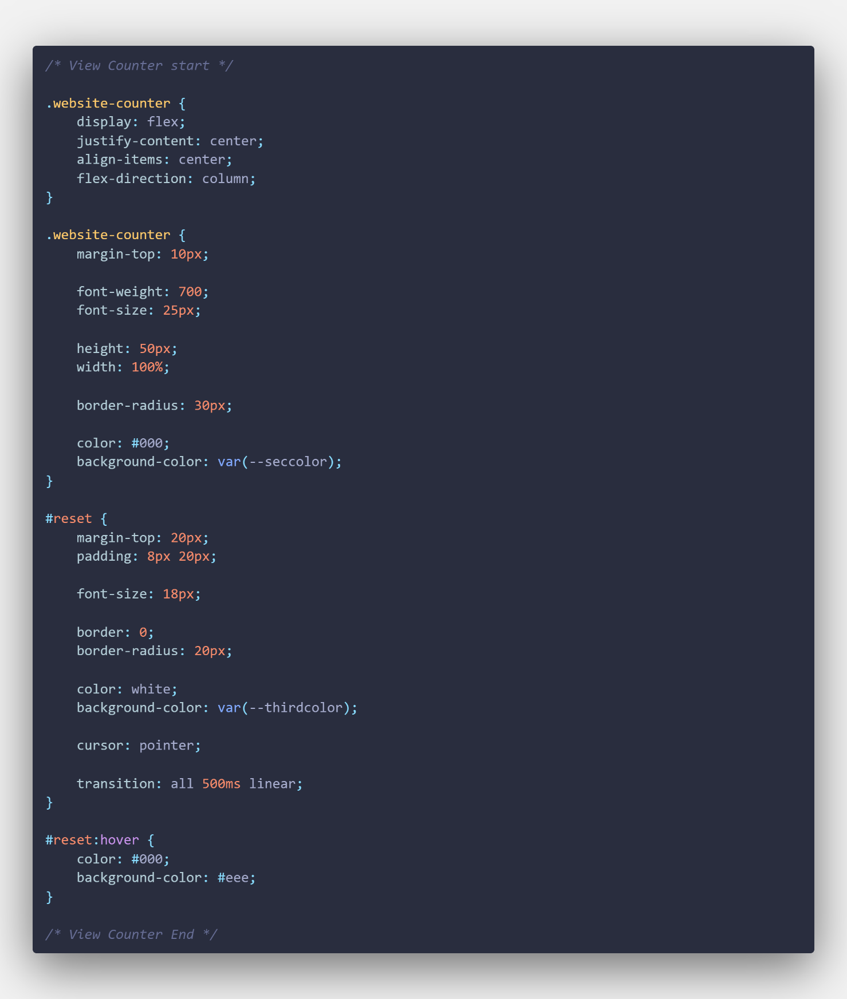 /* View Counter start */

.website-counter {
    display: flex;
    justify-content: center;
    align-items: center;
    flex-direction: column;
}

.website-counter {
    margin-top: 10px;

    font-weight: 700;
    font-size: 25px;

    height: 50px;
    width: 100%;

    border-radius: 30px;

    color: #000;
    background-color: var(--seccolor);
}

#reset {
    margin-top: 20px;
    padding: 8px 20px;

    font-size: 18px;

    border: 0;
    border-radius: 20px;

    color: white;
    background-color: var(--thirdcolor);

    cursor: pointer;

    transition: all 500ms linear;
}

#reset:hover {
    color: #000;
    background-color: #eee;
}

/* View Counter End */